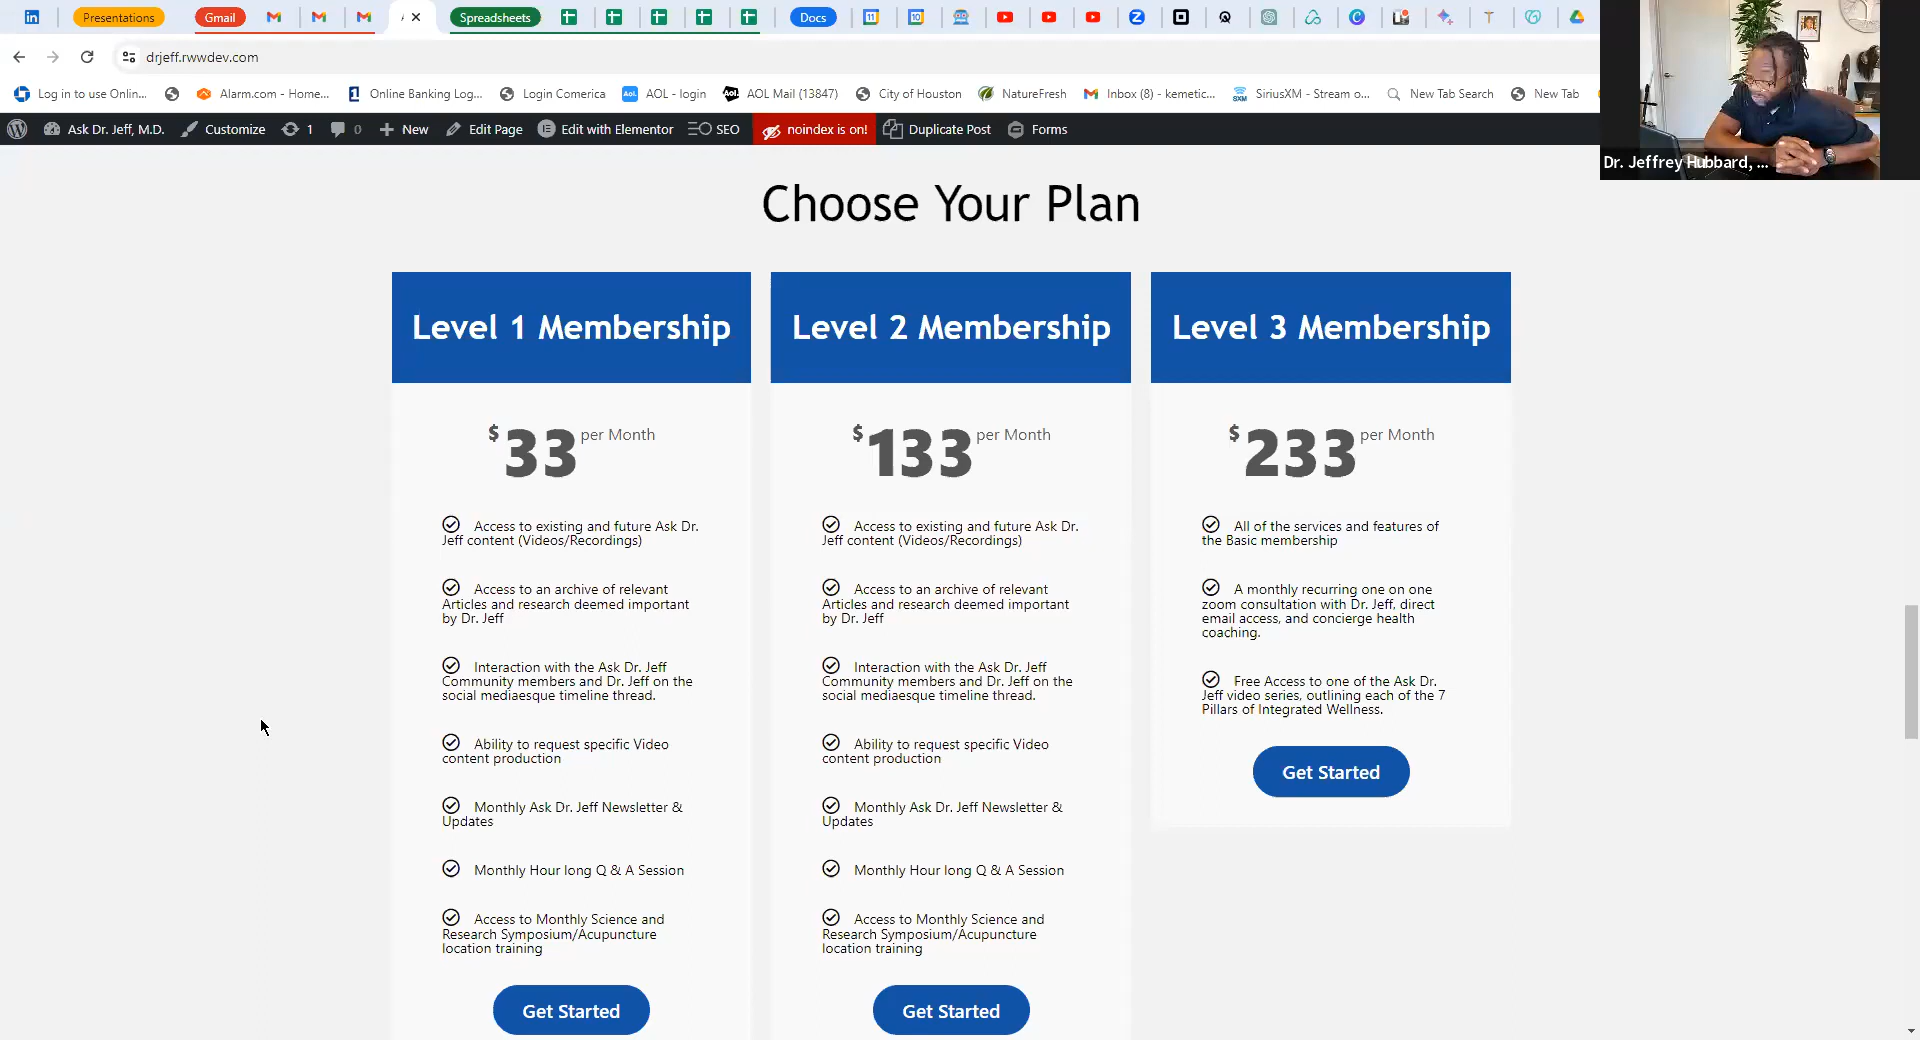 Presentations
Gmail
Spreadsheets
Docs
drjeff.rwwdev.com
Log in to use Onlin...
Alarm.com - Home...
Online Banking Log...
Login Comerica
AOL - login
AOL Mail (13847)
City of Houston
NatureFresh
Inbox (8) - kemetic...
SiriusXM - Stream o...
New Tab Search
New Tab
Ask Dr. Jeff, M.D.
Customize
1
0
New
Edit Page
Edit with Elementor
SEO
noindex is on!
Duplicate Post
Forms
Dr. Jeffrey Hubbard, ...
Choose Your Plan
Level 1 Membership
$33 per Month
Access to existing and future Ask Dr.
Jeff content (Videos/Recordings)
Access to an archive of relevant
Articles and research deemed important
by Dr. Jeff
Interaction with the Ask Dr. Jeff
Community members and Dr. Jeff on the
social mediaesque timeline thread.
Ability to request specific Video
content production
Monthly Ask Dr. Jeff Newsletter &
Updates
Monthly Hour long Q & A Session
Access to Monthly Science and
Research Symposium/Acupuncture
location training
Get Started
Level 2 Membership
$133 per Month
Access to existing and future Ask Dr.
Jeff content (Videos/Recordings)
Access to an archive of relevant
Articles and research deemed important
by Dr. Jeff
Interaction with the Ask Dr. Jeff
Community members and Dr. Jeff on the
social mediaesque timeline thread.
Ability to request specific Video
content production
Monthly Ask Dr. Jeff Newsletter &
Updates
Monthly Hour long Q & A Session
Access to Monthly Science and
Research Symposium/Acupuncture
location training
Get Started
Level 3 Membership
$233 per Month
All of the services and features of
the Basic membership
A monthly recurring one on one
zoom consultation with Dr. Jeff, direct
email access, and concierge health
coaching.
Free Access to one of the Ask Dr.
Jeff video series, outlining each of the 7
Pillars of Integrated Wellness.
Get Started